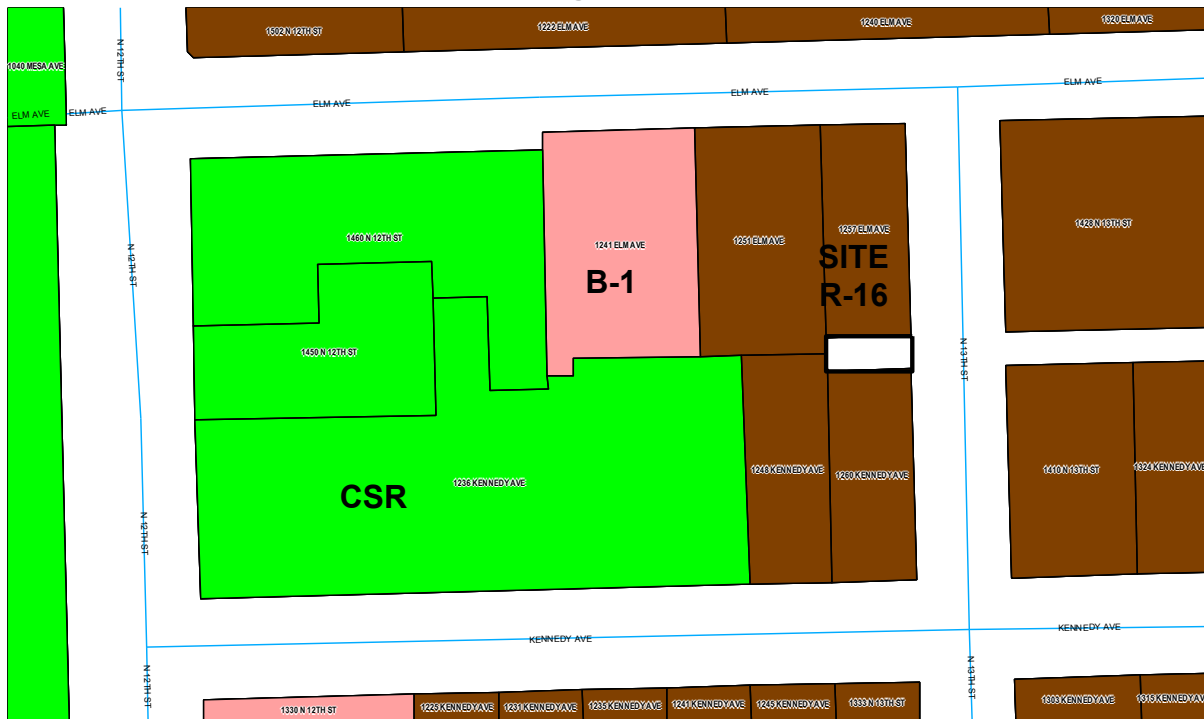 1502 N 12TH ST
1222 ELM AVE
1240 ELM AVE
1320 ELM AVE
N 12TH ST
1040 MESA AVE
ELM AVE
ELM AVE
ELM AVE
ELM AVE
ELM AVE
1460 N 12TH ST
1241 ELM AVE
B-1
1251 ELM AVE
1257 ELM AVE
SITE
R-16
1428 N 13TH ST
N 12TH ST
1450 N 12TH ST
N 13TH ST
1236 KENNEDY AVE
CSR
1248 KENNEDY AVE
1260 KENNEDY AVE
1410 N 13TH ST
1324 KENNEDY AVE
N 12TH ST
KENNEDY AVE
KENNEDY AVE
N 12TH ST
N 13TH ST
1330 N 12TH ST
1225 KENNEDY AVE
1231 KENNEDY AVE
1235 KENNEDY AVE
1241 KENNEDY AVE
1245 KENNEDY AVE
1333 N 13TH ST
1303 KENNEDY AVE
1315 KENNEDY AVE